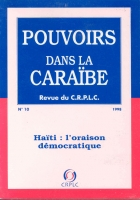 POUVOIRS
DANS LA
CARAÏBE
Revue du C.R.P.L.C.
N° 10 1998
Haïti : l'oraison
démocratique
CRPLC